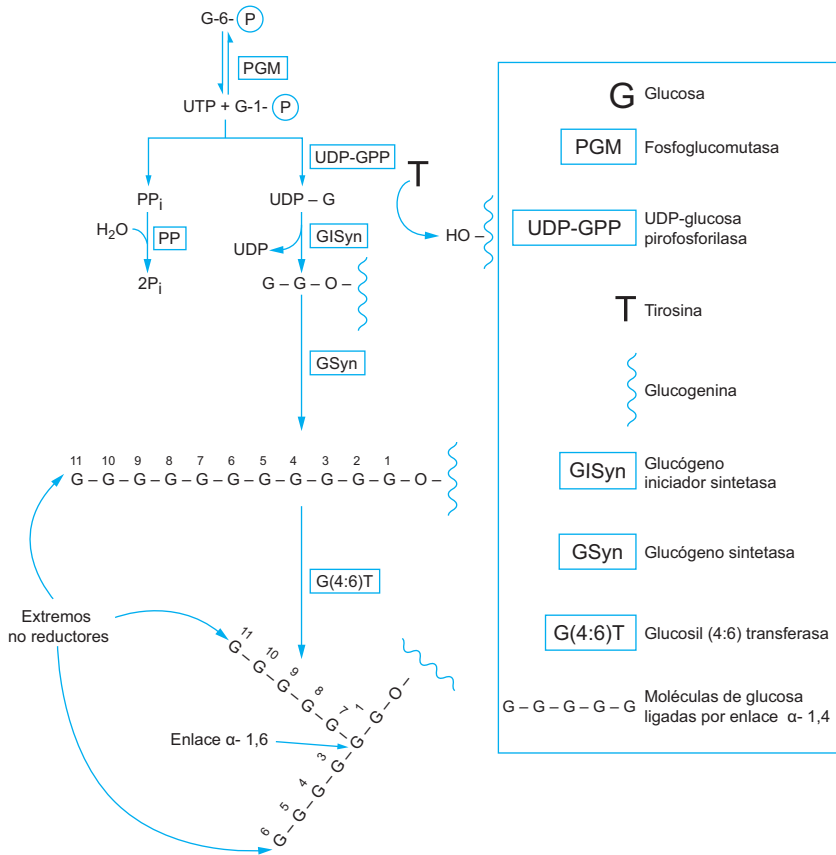 G-6- P
PGM
UTP + G-1- P
UDP-GPP
T
PPi
UDP – G
HO –
H2O
PP
UDP
GISyn
2Pi
G – G – O –
GSyn
11 10 9 8 7 6 5 4 3 2 1
G – G – G – G – G – G – G – G – G – G – G – O –
G(4:6)T
Extremos
no reductores
11 10 9 8 7 1
G – G – G – G – G – G – G – O –
Enlace α- 1,6
3 4 5 6
G – G – G – G
G Glucosa
PGM Fosfoglucomutasa
UDP-GPP UDP-glucosa
pirofosforilasa
T Tirosina
Glucogenina
GISyn Glucógeno
iniciador sintetasa
GSyn Glucógeno sintetasa
G(4:6)T Glucosil (4:6) transferasa
G – G – G – G – G Moléculas de glucosa
ligadas por enlace α- 1,4